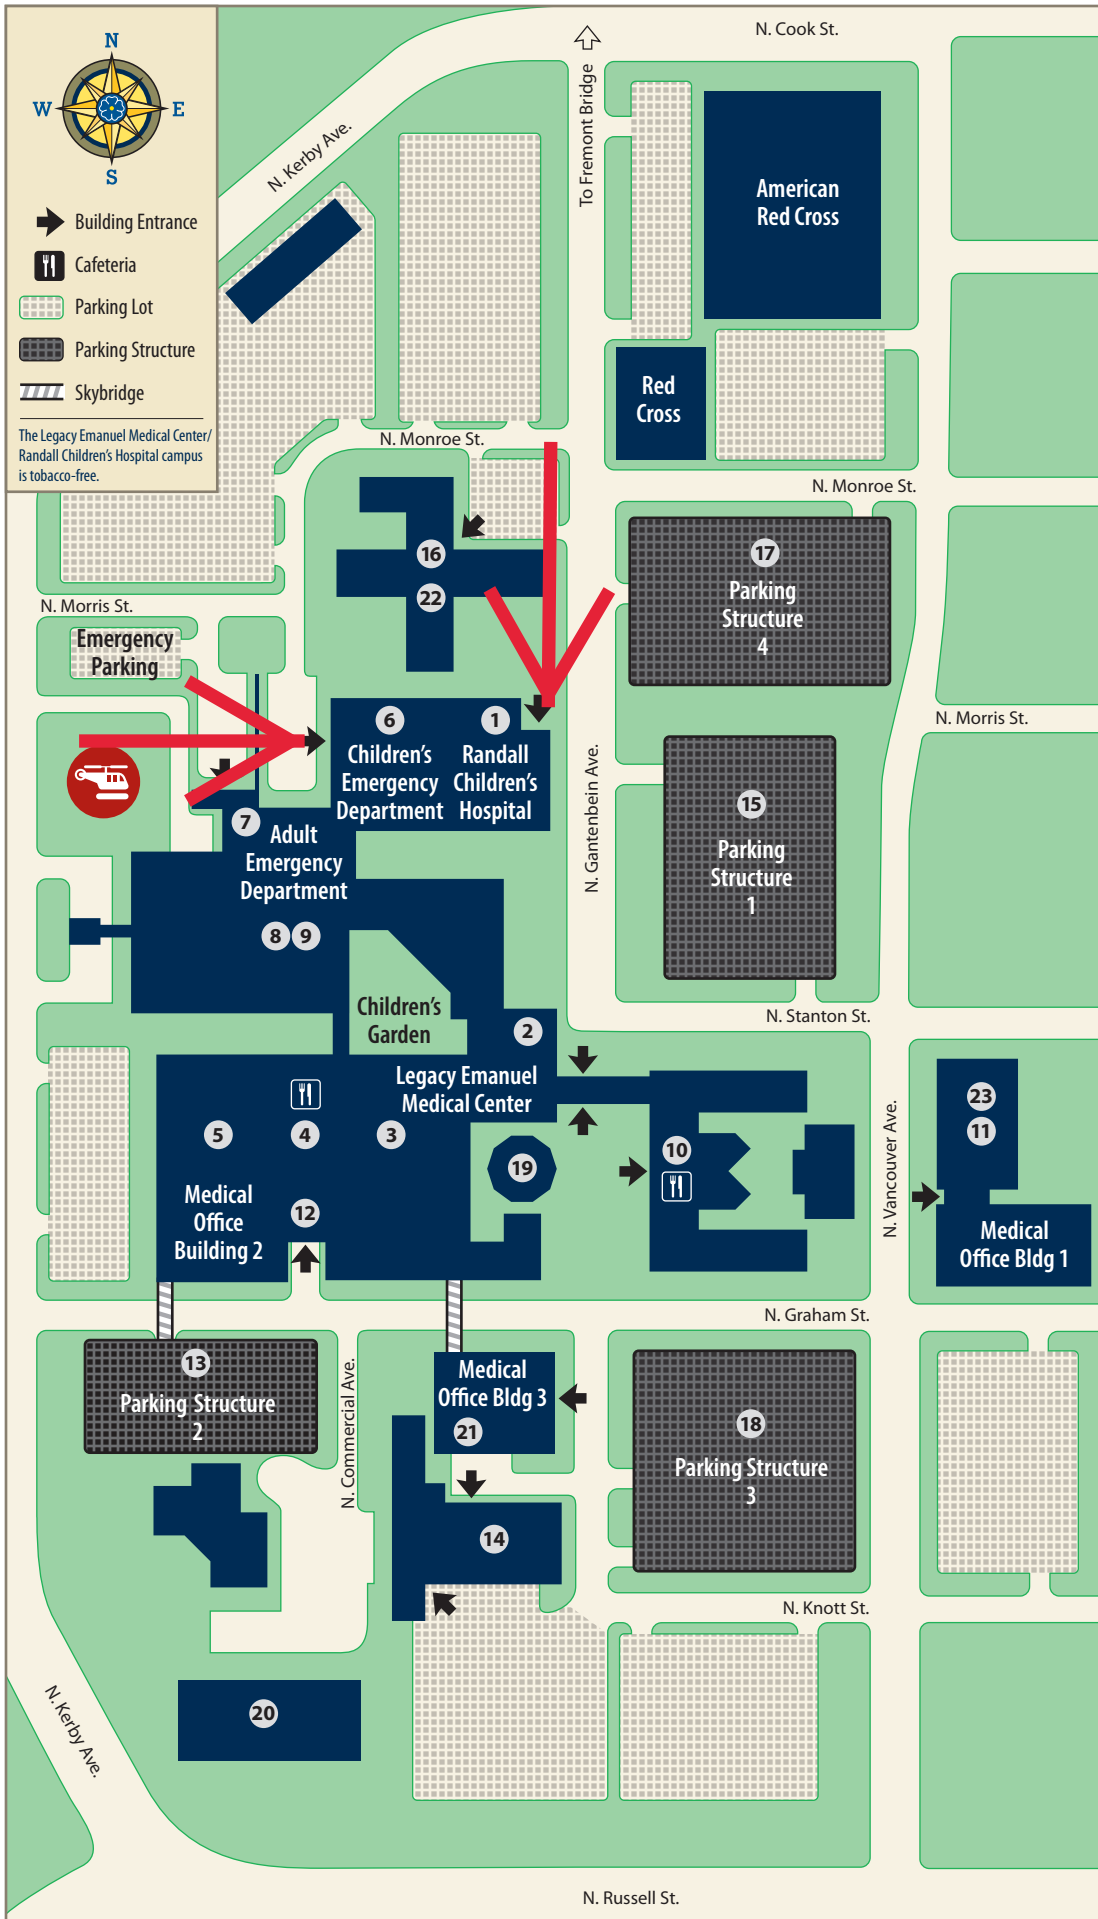 N
W
E
S
Building Entrance
Cafeteria
Parking Lot
Parking Structure
Skybridge
The Legacy Emanuel Medical Center/
Randall Children's Hospital campus
is tobacco-free.
N. Cook St.
N. Kerby Ave.
To Fremont Bridge
American
Red Cross
Red
Cross
N. Monroe St.
N. Monroe St.
16
22
17
Parking
Structure
4
N. Morris St.
Emergency
Parking
6
Children's
Emergency
Department
1
Randall
Children's
Hospital
N. Morris St.
N. Gantenbein Ave.
15
Parking
Structure
1
7
Adult
Emergency
Department
8
9
Children's
Garden
2
Legacy Emanuel
Medical Center
N. Stanton St.
5
4
3
19
10
N. Vancouver Ave.
23
11
Medical
Office Bldg 1
Medical
Office
Building 2
12
N. Graham St.
13
Parking Structure
2
N. Commercial Ave.
Medical
Office Bldg 3
21
18
Parking Structure
3
14
N. Knott St.
N. Kerby Ave.
20
N. Russell St.